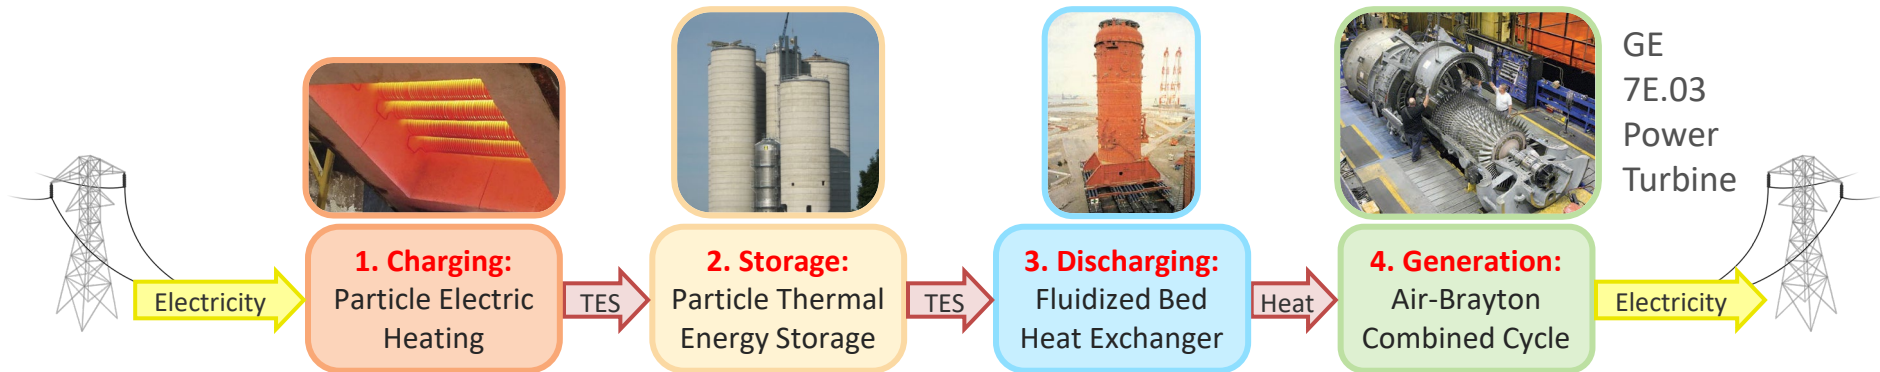 GE
7E.03
Power
Turbine
Electricity
1. Charging:
Particle Electric
Heating
TES
2. Storage:
Particle Thermal
Energy Storage
TES
3. Discharging:
Fluidized Bed
Heat Exchanger
Heat
4. Generation:
Air-Brayton
Combined Cycle
Electricity